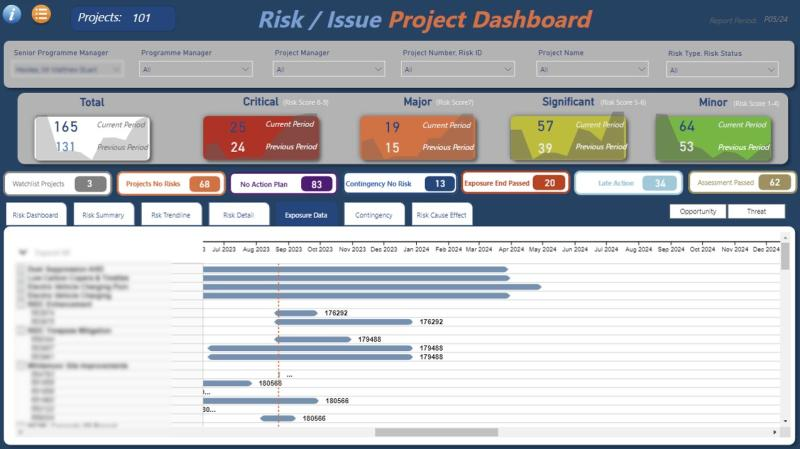 Projects: 101
Risk / Issue Project Dashboard
Report Period: P05/24
Senior Programme Manager Programme Manager Project Manager Project Number, Risk ID Project Name Risk Type, Risk Status
All All All All All
Total Critical (Risk Score 8-9) Major (Risk Score7) Significant (Risk Score 5-6) Minor (Risk Score 1-4)
165 Current Period 25 Current Period 19 Current Period 57 Current Period 64 Current Period
131 Previous Period 24 Previous Period 15 Previous Period 39 Previous Period 53 Previous Period
Watchlist Projects 3 Projects No Risks 68 No Action Plan 83 Contingency No Risk 13 Exposure End Passed 20 Late Action 34 Assessment Passed 62
Risk Dashboard Risk Summary Risk Trendline Risk Detail Exposure Data Contingency Risk Cause Effect Opportunity Threat
3 Jul 2023 Aug 2023 Sep 2023 Oct 2023 Nov 2023 Dec 2023 Jan 2024 Feb 2024 Mar 2024 Apr 2024 May 2024 Jun 2024 Jul 2024 Aug 2024 Sep 2024 Oct 2024 Nov 2024 Dec 2024
176292
176292
179488
179488
179488
...
180566
...
180566
30...
180566